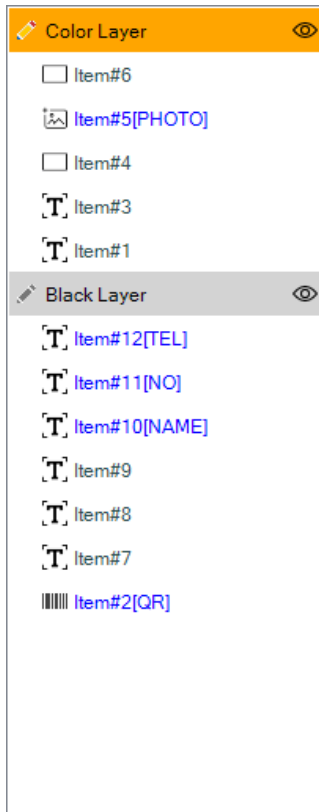 Color Layer
Item#6
Item#5[PHOTO]
Item#4
Item#3
Item#1
Black Layer
Item#12[TEL]
Item#11[NO]
Item#10[NAME]
Item#9
Item#8
Item#7
Item#2[QR]